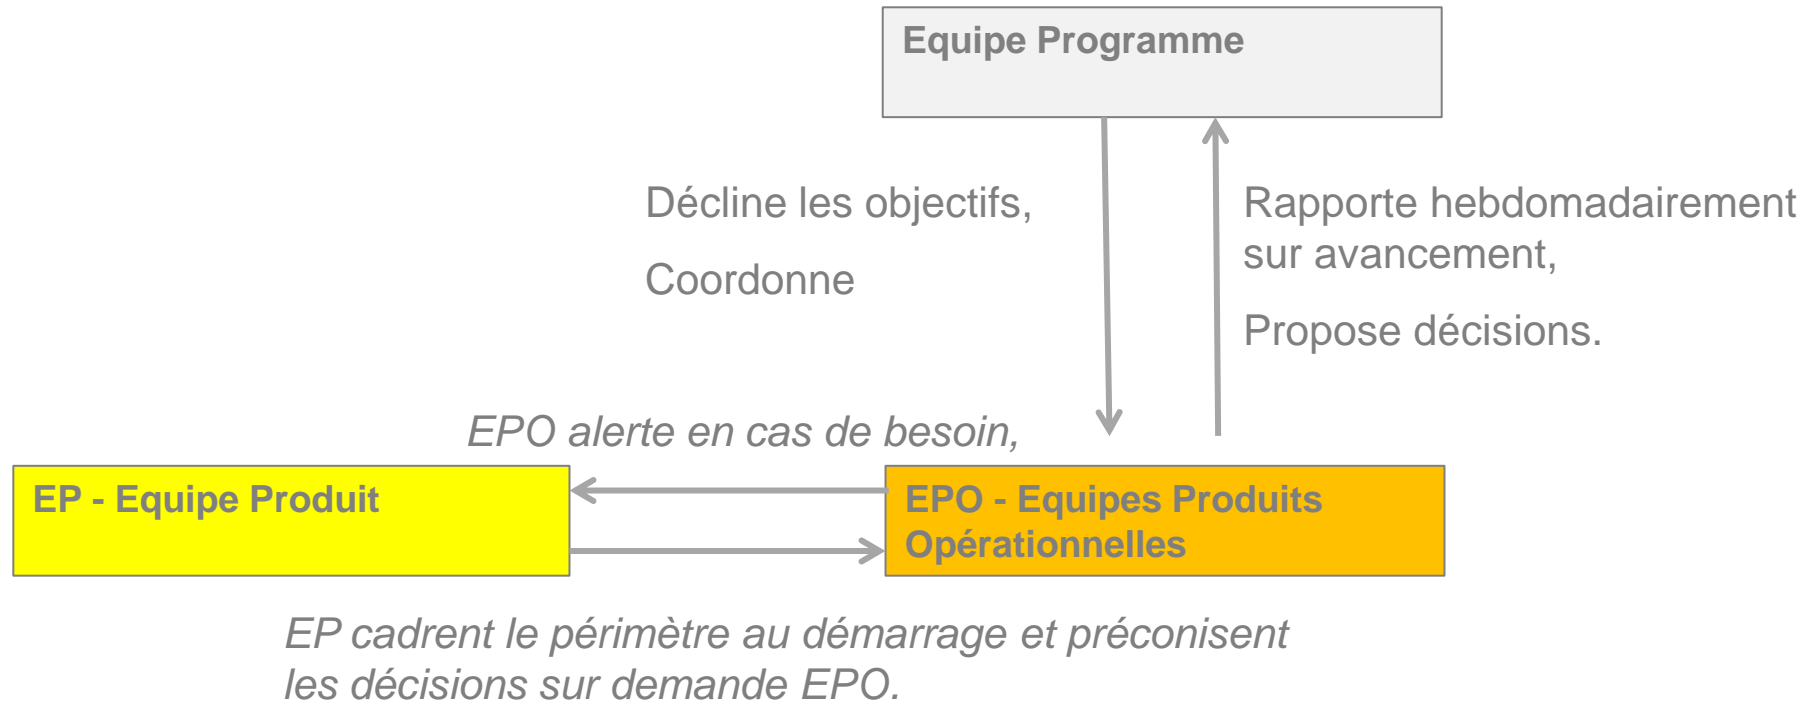 Equipe Programme
Décline les objectifs,
Coordonne
Rapporte hebdomadairement
sur avancement,
Propose décisions.
EPO alerte en cas de besoin,
EP - Equipe Produit
EPO - Equipes Produits
Opérationnelles
EP cadrent le périmètre au démarrage et préconisent
les décisions sur demande EPO.